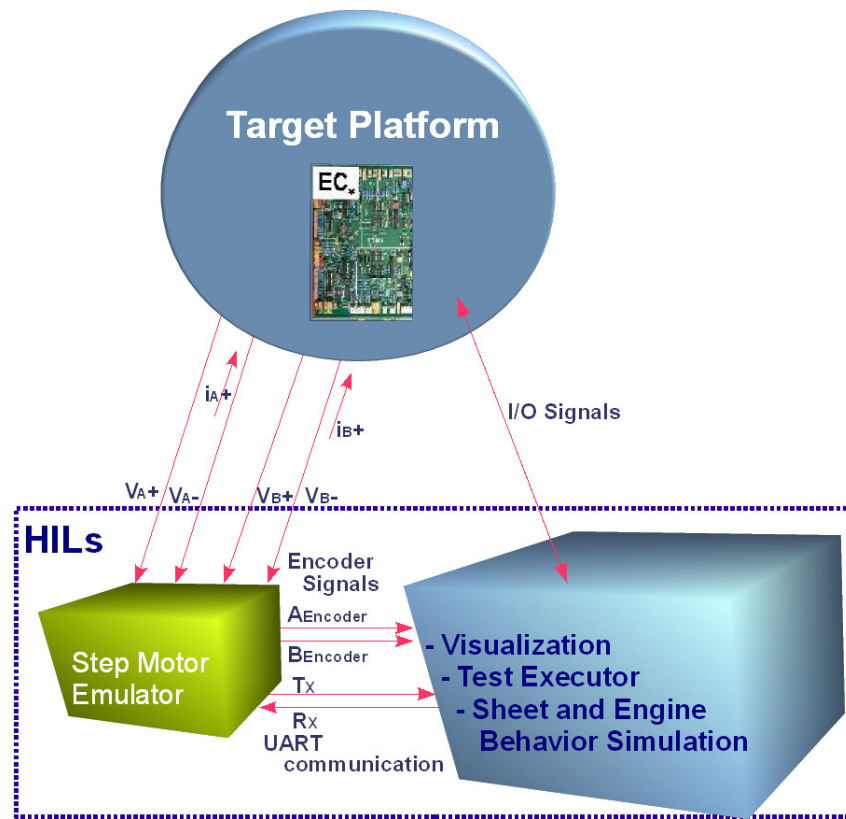 Target Platform
EC*
iA+
iB+
I/O Signals
VA+
VA-
VB+
VB-
HILs
Encoder
Signals
AEncoder
BEncoder
Step Motor
Emulator
Tx
Rx
UART
communication
- Visualization
- Test Executor
- Sheet and Engine
Behavior Simulation